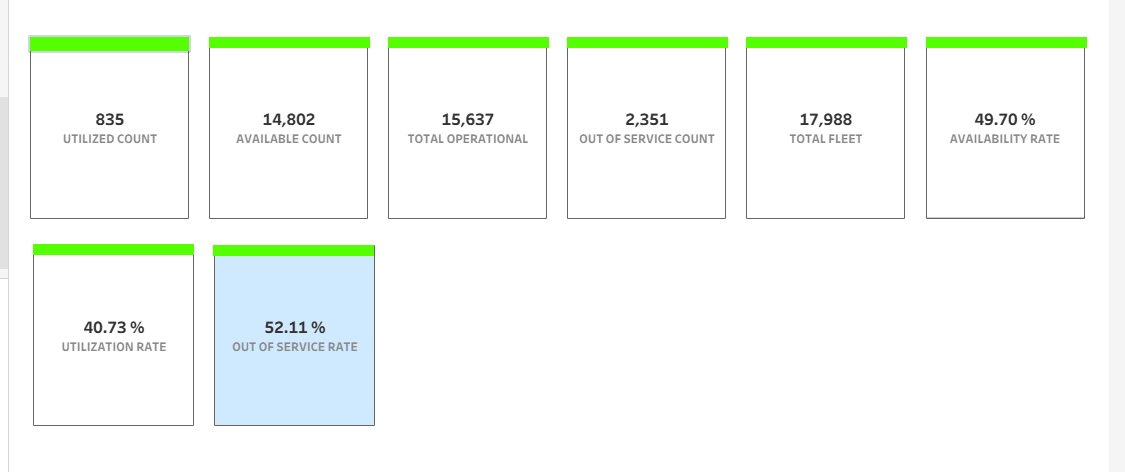 835
UTILIZED COUNT
14,802
AVAILABLE COUNT
15,637
TOTAL OPERATIONAL
2,351
OUT OF SERVICE COUNT
17,988
TOTAL FLEET
49.70 %
AVAILABILITY RATE
40.73 %
UTILIZATION RATE
52.11 %
OUT OF SERVICE RATE